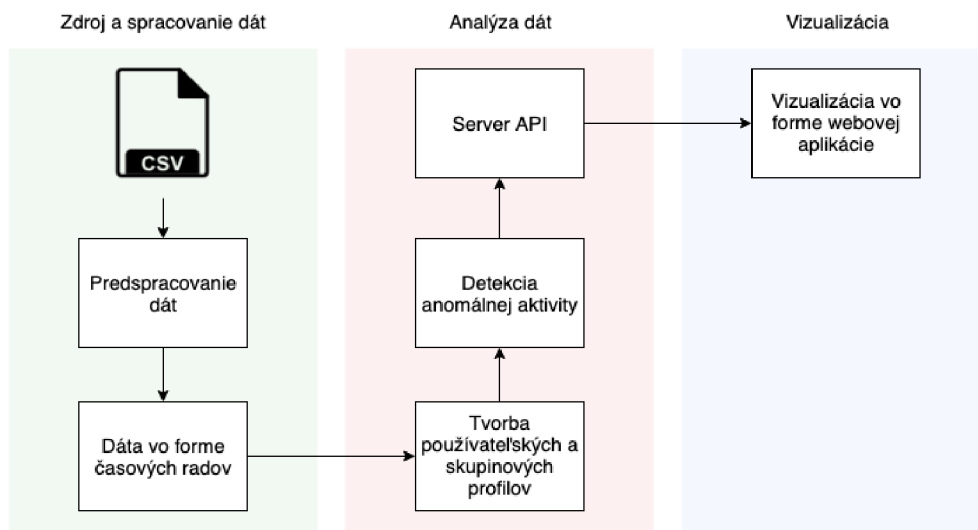 Zdroj a spracovanie dát
Analýza dát
Vizualizácia
CSV
Predspracovanie
dát
Dáta vo forme
časových radov
Server API
Detekcia
anomálnej aktivity
Tvorba
používateľských a
skupinových
profilov
Vizualizácia vo
forme webovej
aplikácie